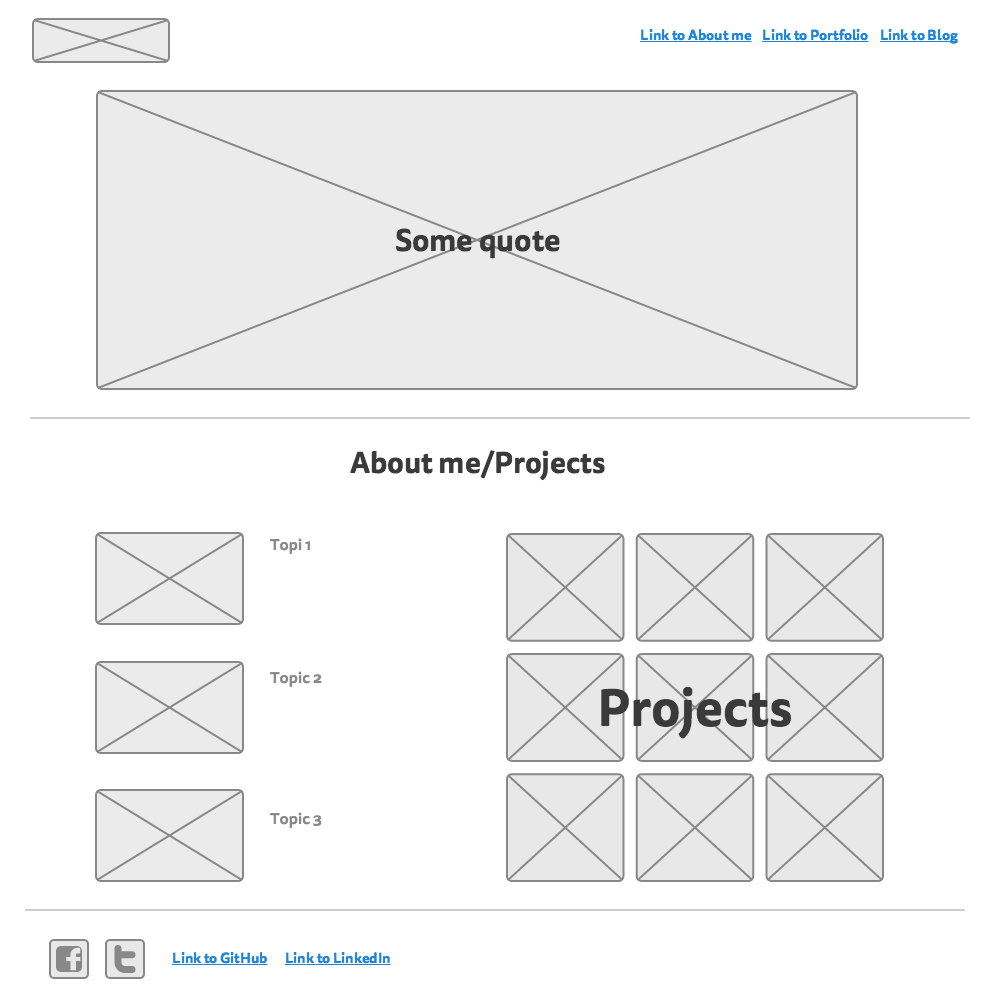 Link to About me Link to Portfolio Link to Blog
Some quote
About me/Projects
Topi 1
Topic 2
Projects
Topic 3
Link to GitHub Link to LinkedIn